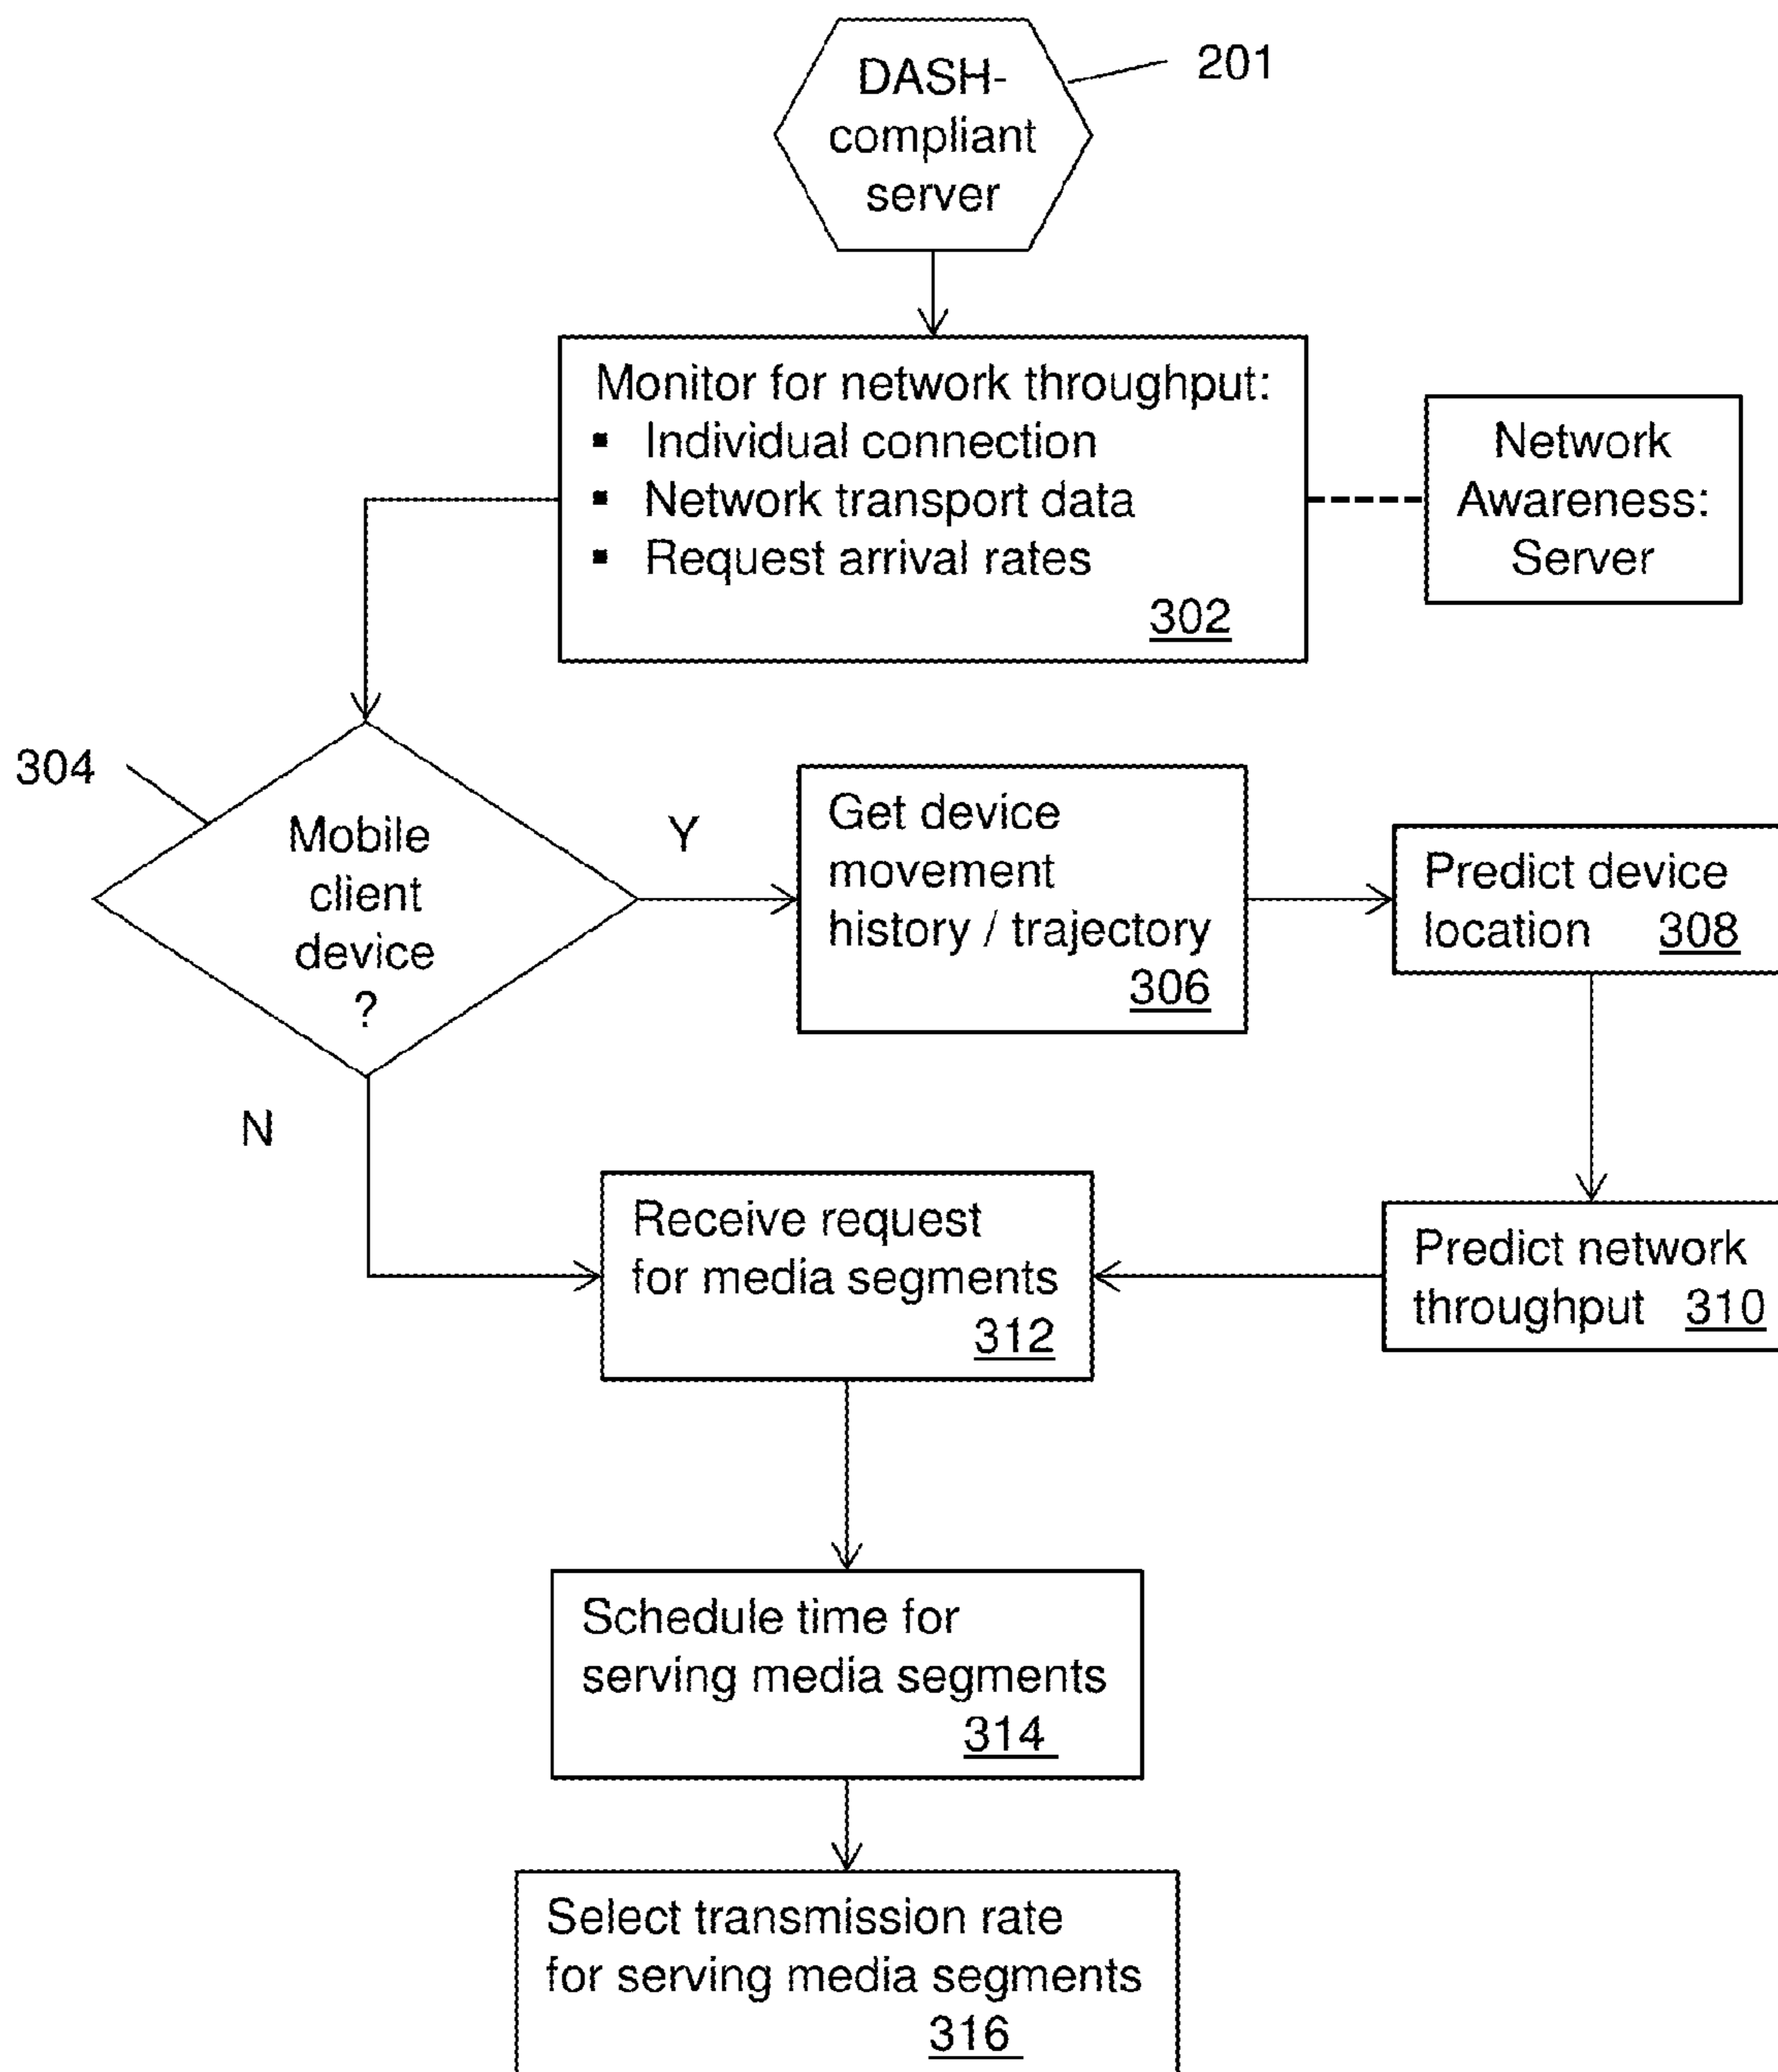 DASH-
compliant
server
201
Monitor for network throughput:
▪ Individual connection
▪ Network transport data
▪ Request arrival rates
302
Network
Awareness:
Server
304
Mobile
client
device
?
Y
N
Get device
movement
history / trajectory
306
Predict device
location 308
Predict network
throughput 310
Receive request
for media segments
312
Schedule time for
serving media segments
314
Select transmission rate
for serving media segments
316